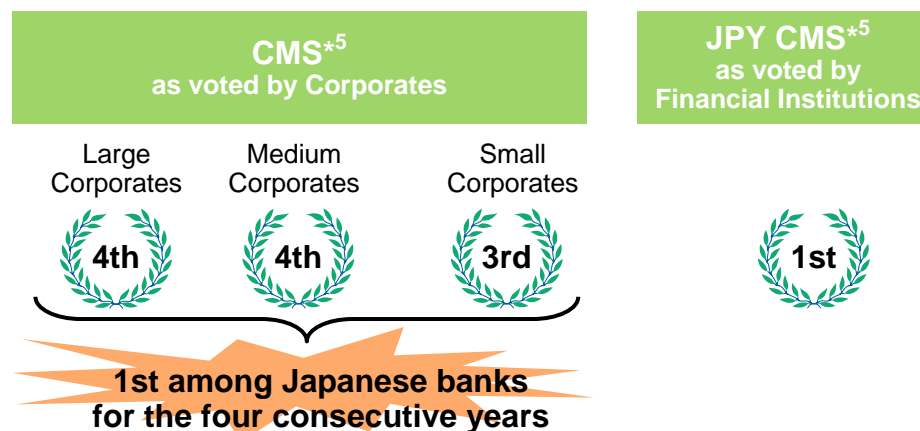 CMS*5
as voted by Corporates
JPY CMS*5
as voted by
Financial Institutions
Large
Corporates
Medium
Corporates
Small
Corporates
4th
4th
3rd
1st
1st among Japanese banks
for the four consecutive years